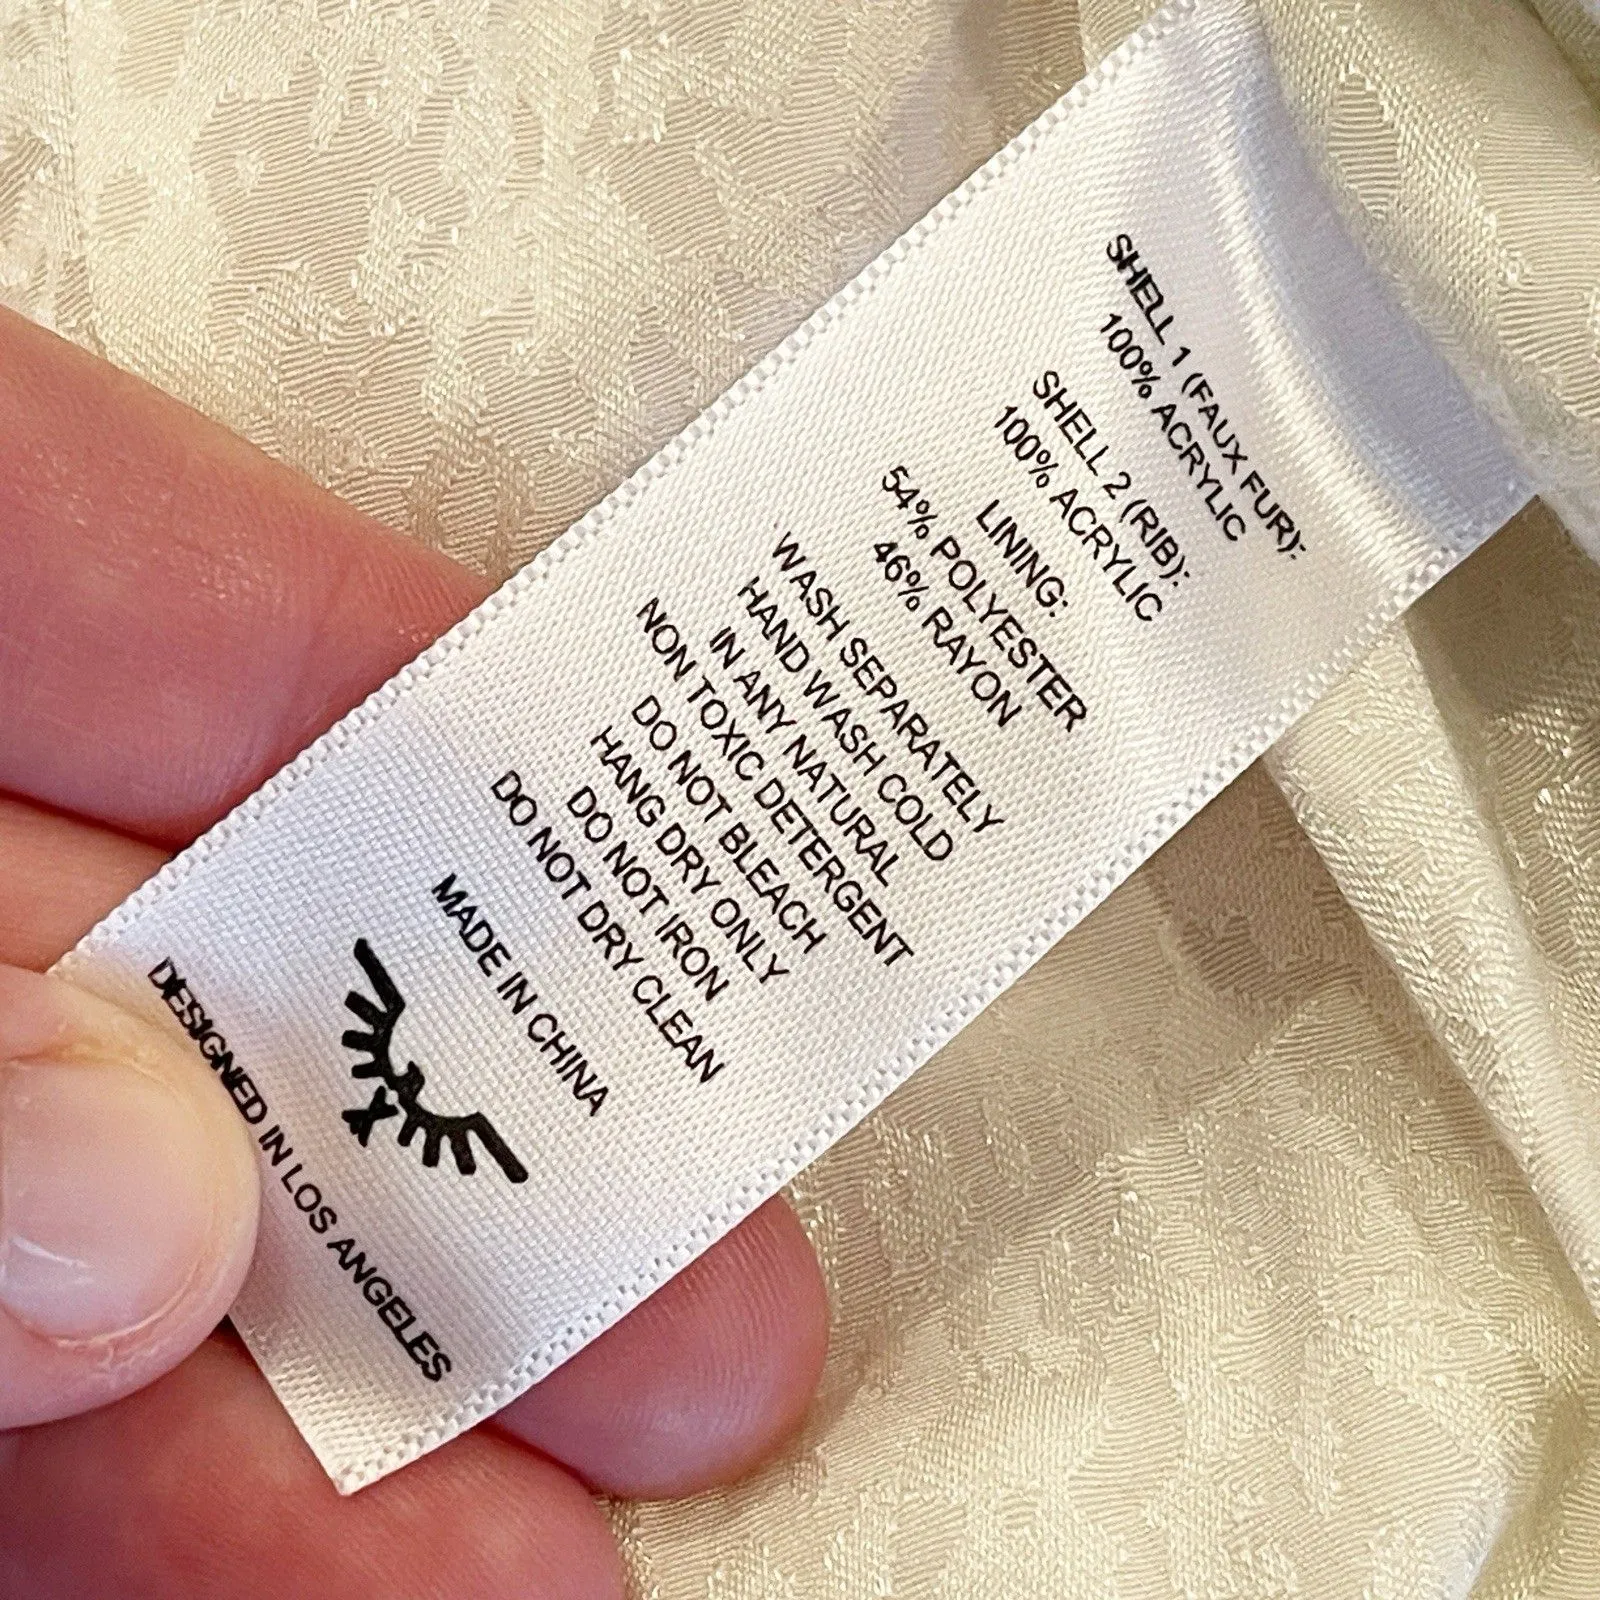 SHELL 1 (FAUX FUR):
100% ACRYLIC
SHELL 2 (RIB):
100% ACRYLIC
LINING:
54% POLYESTER
46% RAYON
WASH SEPARATELY
HAND WASH COLD
IN ANY NATURAL
NON TOXIC DETERGENT
DO NOT BLEACH
HANG DRY ONLY
DO NOT IRON
DO NOT DRY CLEAN
MADE IN CHINA
DESIGNED IN LOS ANGELES